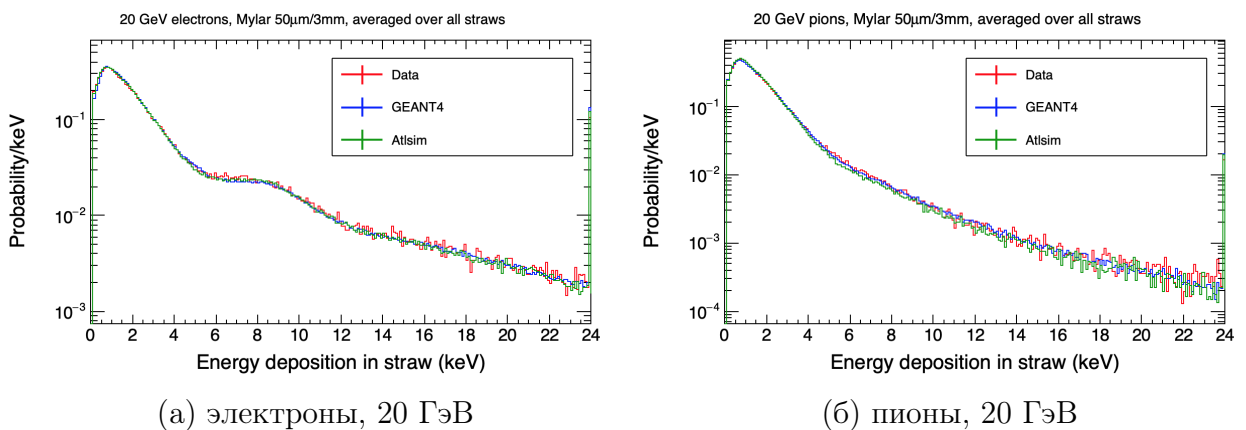 20 GeV electrons, Mylar 50μm/3mm, averaged over all straws
Probability/keV
10⁻¹
10⁻²
10⁻³
Data
GEANT4
Atlsim
0 2 4 6 8 10 12 14 16 18 20 22 24
Energy deposition in straw (keV)
(а) электроны, 20 ГэВ
20 GeV pions, Mylar 50μm/3mm, averaged over all straws
Probability/keV
10⁻¹
10⁻²
10⁻³
10⁻⁴
Data
GEANT4
Atlsim
0 2 4 6 8 10 12 14 16 18 20 22 24
Energy deposition in straw (keV)
(б) пионы, 20 ГэВ